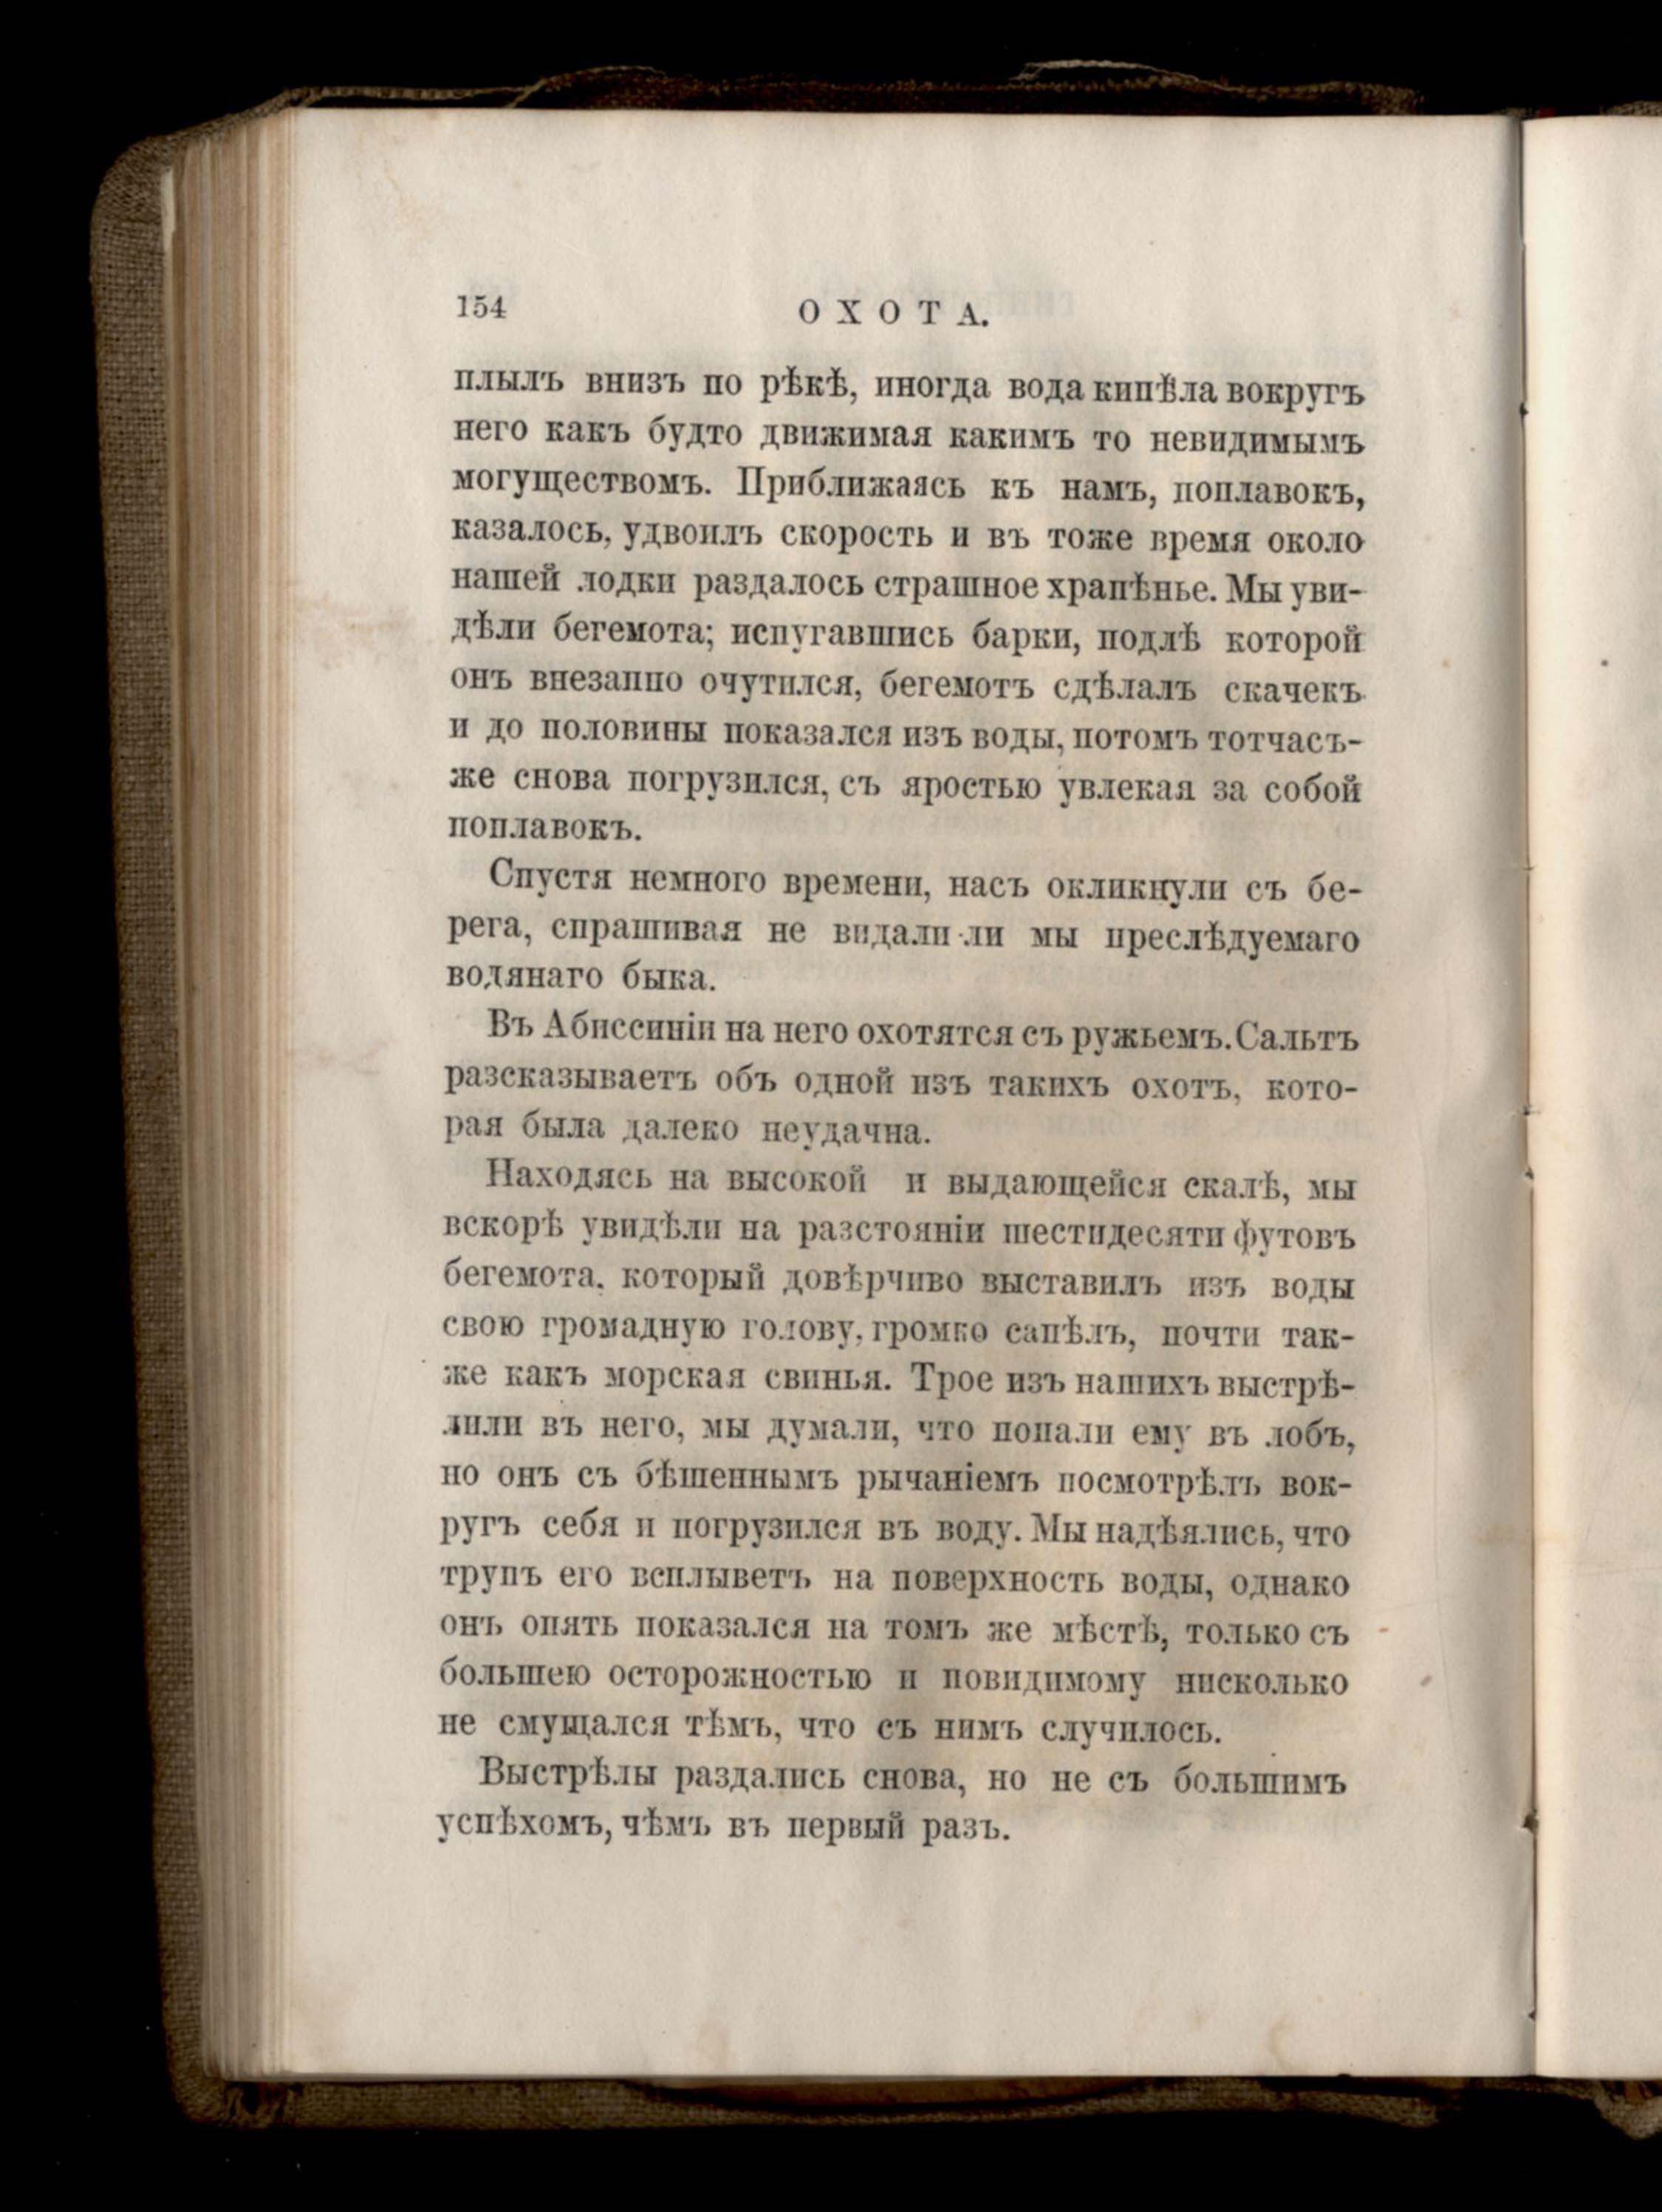 154
ОХОТА.
плылъ внизъ по рѣкѣ, иногда вода кипѣла вокругъ
него какъ будто движимая какимъ то невидимымъ
могуществомъ. Приближаясь къ намъ, поплавокъ,
казалось, удвоилъ скорость и въ тоже время около
нашей лодки раздалось страшное храпѣнье. Мы уви-
дѣли бегемота; испугавшись барки, подлѣ которой
онъ внезапно очутился, бегемотъ сдѣлалъ скачекъ
и до половины показался изъ воды, потомъ тотчасъ-
же снова погрузился, съ яростью увлекая за собой
поплавокъ.
Спустя немного времени, насъ окликнули съ бе-
рега, спрашивая не видали-ли мы преслѣдуемаго
водянаго быка.
Въ Абиссиніи на него охотятся съ ружьемъ. Сальтъ
разсказываетъ объ одной изъ такихъ охотъ, кото-
рая была далеко неудачна.
Находясь на высокой и выдающейся скалѣ, мы
вскорѣ увидѣли на разстояніи шестидесяти футовъ
бегемота, который довѣрчиво выставилъ изъ воды
свою громадную голову, громко сапѣлъ, почти так-
же какъ морская свинья. Трое изъ нашихъ выстрѣ-
лили въ него, мы думали, что попали ему въ лобъ,
но онъ съ бѣшеннымъ рычаніемъ посмотрѣлъ вок-
ругъ себя и погрузился въ воду. Мы надѣялись, что
трупъ его всплыветъ на поверхность воды, однако
онъ опять показался на томъ же мѣстѣ, только съ
большею осторожностью и повидимому нисколько
не смущался тѣмъ, что съ нимъ случилось.
Выстрѣлы раздались снова, но не съ большимъ
успѣхомъ, чѣмъ въ первый разъ.